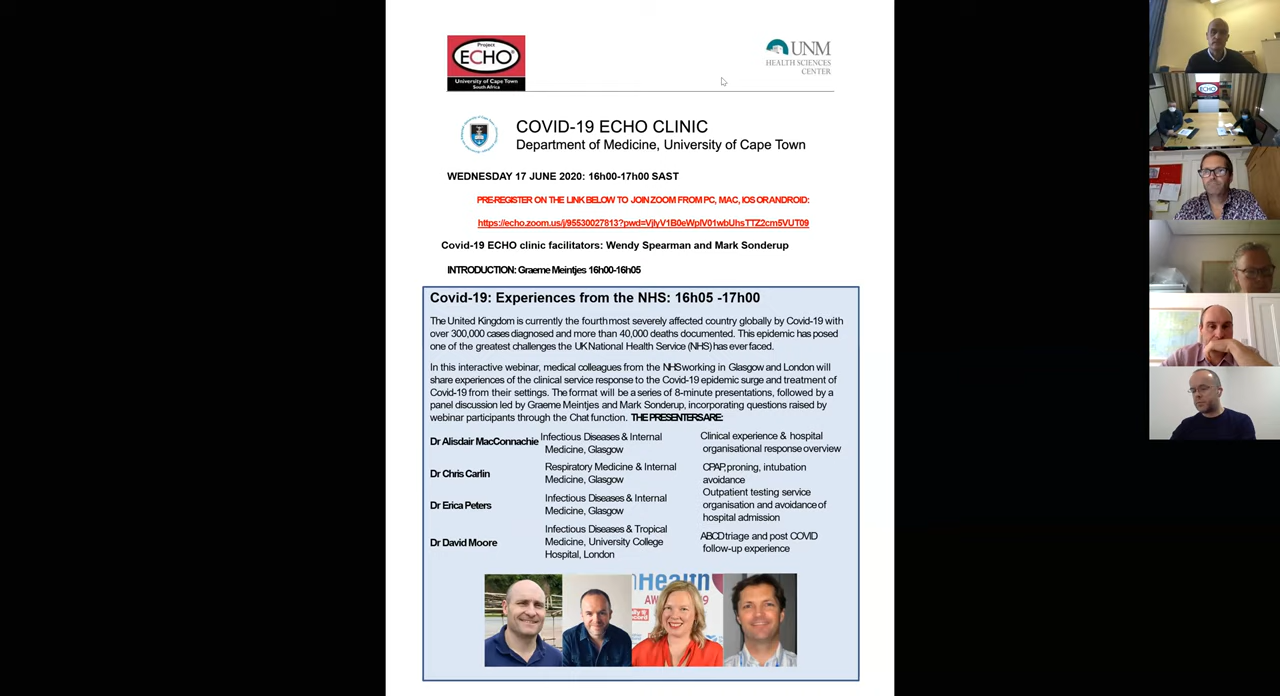 Project
ECHO®
University of Cape Town
South Africa
UNM
HEALTH SCIENCES
CENTER
COVID-19 ECHO CLINIC
Department of Medicine, University of Cape Town
WEDNESDAY 17 JUNE 2020: 16h00-17h00 SAST
PRE-REGISTER ON THE LINK BELOW TO JOIN ZOOM FROM PC, MAC, IOS OR ANDROID:
https://echo.zoom.us/j/95530027813?pwd=VjlyV1B0eWplV01wbUhsTTZ2cm5VUT09
Covid-19 ECHO clinic facilitators: Wendy Spearman and Mark Sonderup
INTRODUCTION: Graeme Meintjes 16h00-16h05
Covid-19: Experiences from the NHS: 16h05 -17h00
The United Kingdom is currently the fourth most severely affected country globally by Covid-19 with
over 300,000 cases diagnosed and more than 40,000 deaths documented. This epidemic has posed
one of the greatest challenges the UK National Health Service (NHS) has ever faced.
In this interactive webinar, medical colleagues from the NHS working in Glasgow and London will
share experiences of the clinical service response to the Covid-19 epidemic surge and treatment of
Covid-19 from their settings. The format will be a series of 8-minute presentations, followed by a
panel discussion led by Graeme Meintjes and Mark Sonderup, incorporating questions raised by
webinar participants through the Chat function. THE PRESENTERS ARE:
Dr Alisdair MacConnachie Infectious Diseases & Internal Medicine, Glasgow Clinical experience & hospital organisational response overview
Dr Chris Carlin Respiratory Medicine & Internal Medicine, Glasgow CPAP, proning, intubation avoidance
Dr Erica Peters Infectious Diseases & Internal Medicine, Glasgow Outpatient testing service organisation and avoidance of hospital admission
Dr David Moore Infectious Diseases & Tropical Medicine, University College Hospital, London ABCD triage and post COVID follow-up experience
ECHO